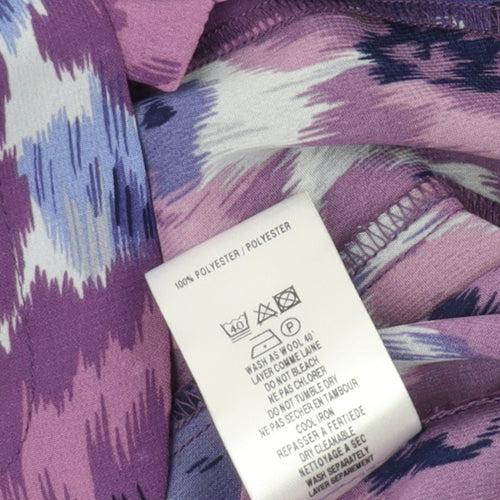 100% POLYESTER / POLYESTER
40
P
WASH AS WOOL 40°
LAVER COMME LAINE
DO NOT BLEACH
NE PAS CHLORER
DO NOT TUMBLE DRY
NE PAS SECHER EN TAMBOUR
COOL IRON
REPASSER A FERTIEDE
DRY CLEANABLE
NETTOYAGE A SEC
WASH SEPARATELY
LAVER SEPAREMENT